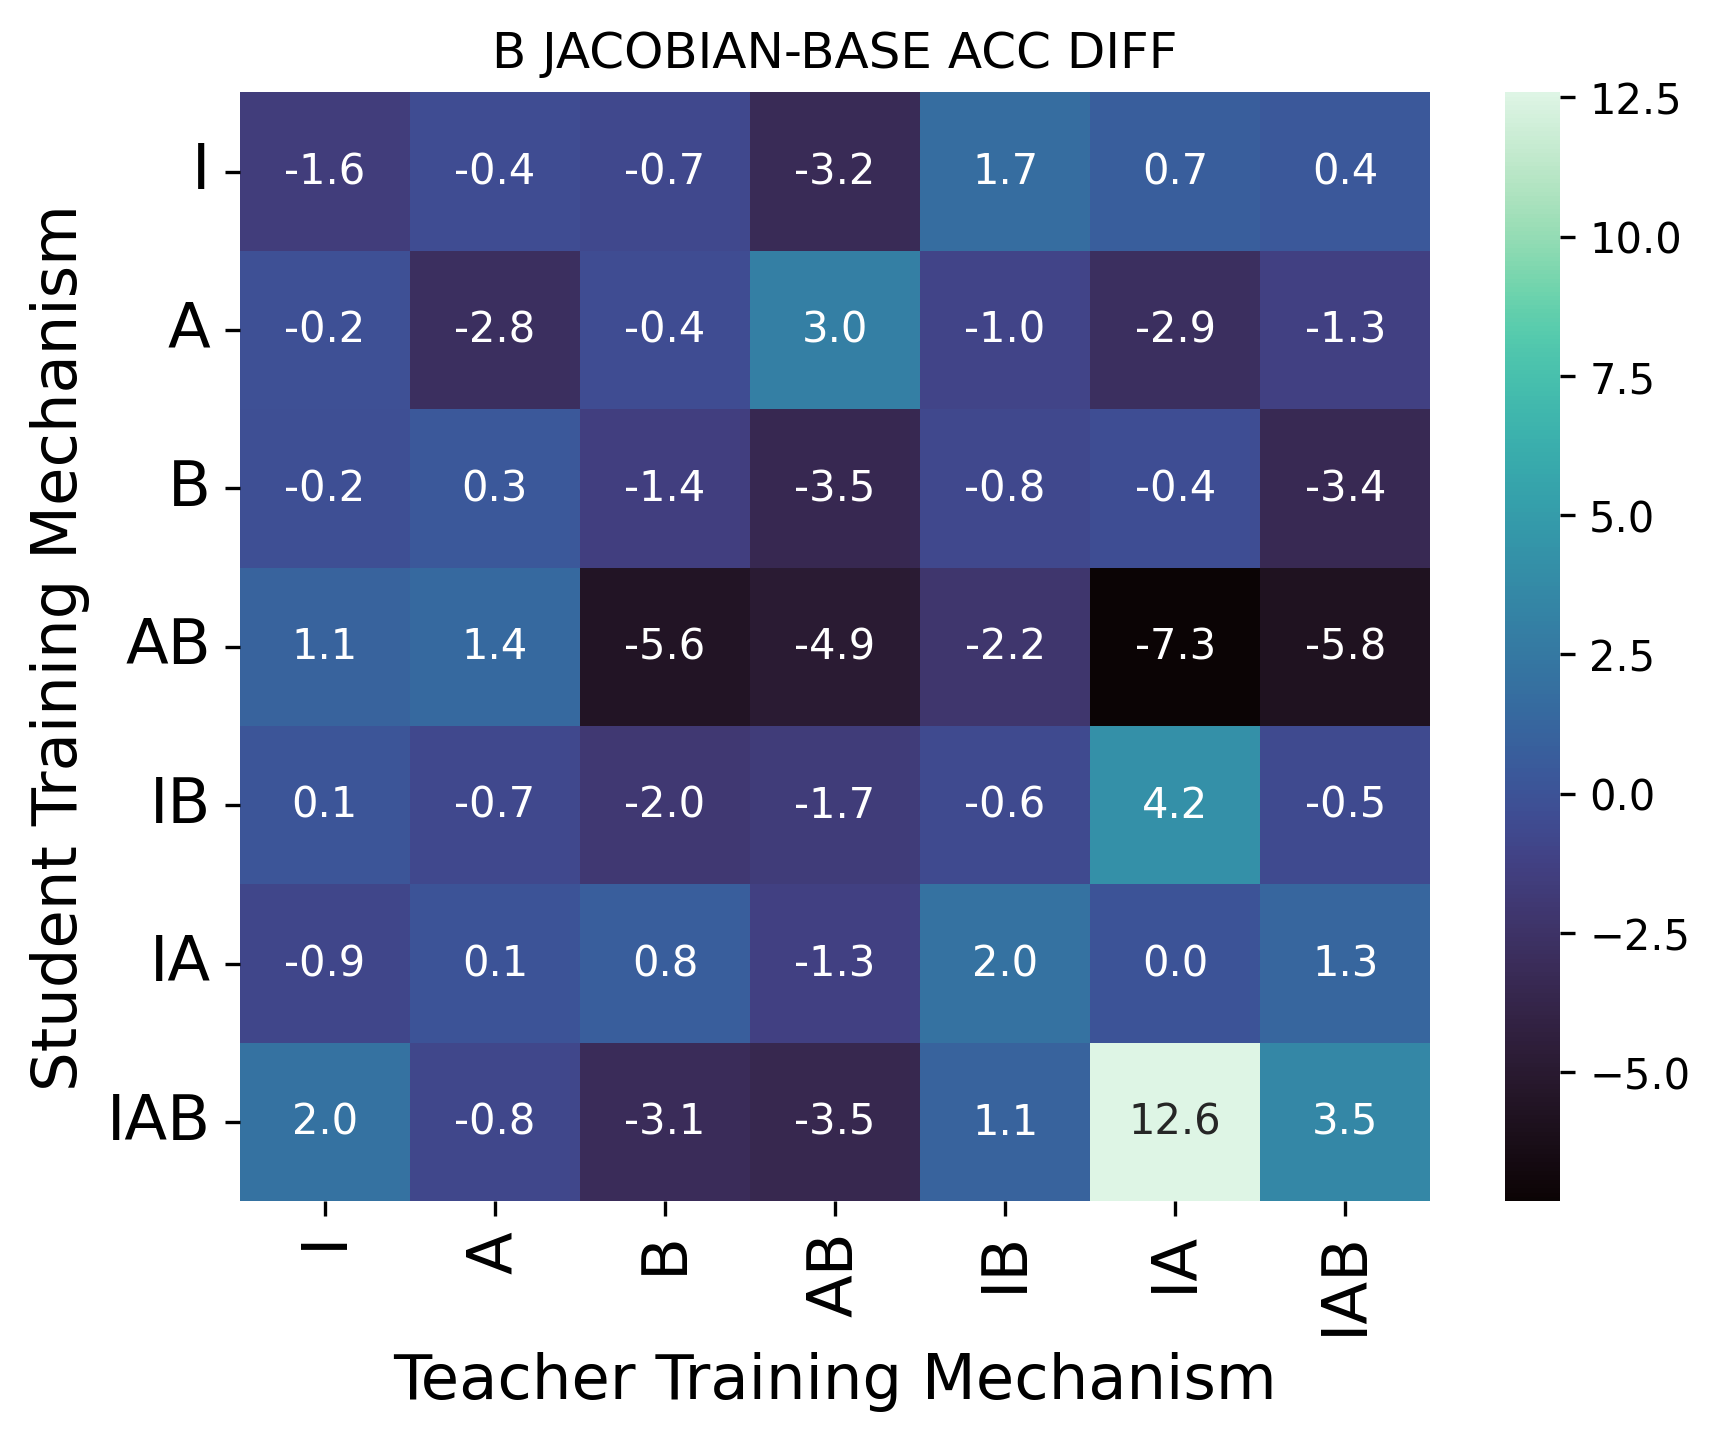 B JACOBIAN-BASE ACC DIFF
Student Training Mechanism
I -1.6 -0.4 -0.7 -3.2 1.7 0.7 0.4
A -0.2 -2.8 -0.4 3.0 -1.0 -2.9 -1.3
B -0.2 0.3 -1.4 -3.5 -0.8 -0.4 -3.4
AB 1.1 1.4 -5.6 -4.9 -2.2 -7.3 -5.8
IB 0.1 -0.7 -2.0 -1.7 -0.6 4.2 -0.5
IA -0.9 0.1 0.8 -1.3 2.0 0.0 1.3
IAB 2.0 -0.8 -3.1 -3.5 1.1 12.6 3.5
I A B AB IB IA IAB
Teacher Training Mechanism
12.5
10.0
7.5
5.0
2.5
0.0
−2.5
−5.0